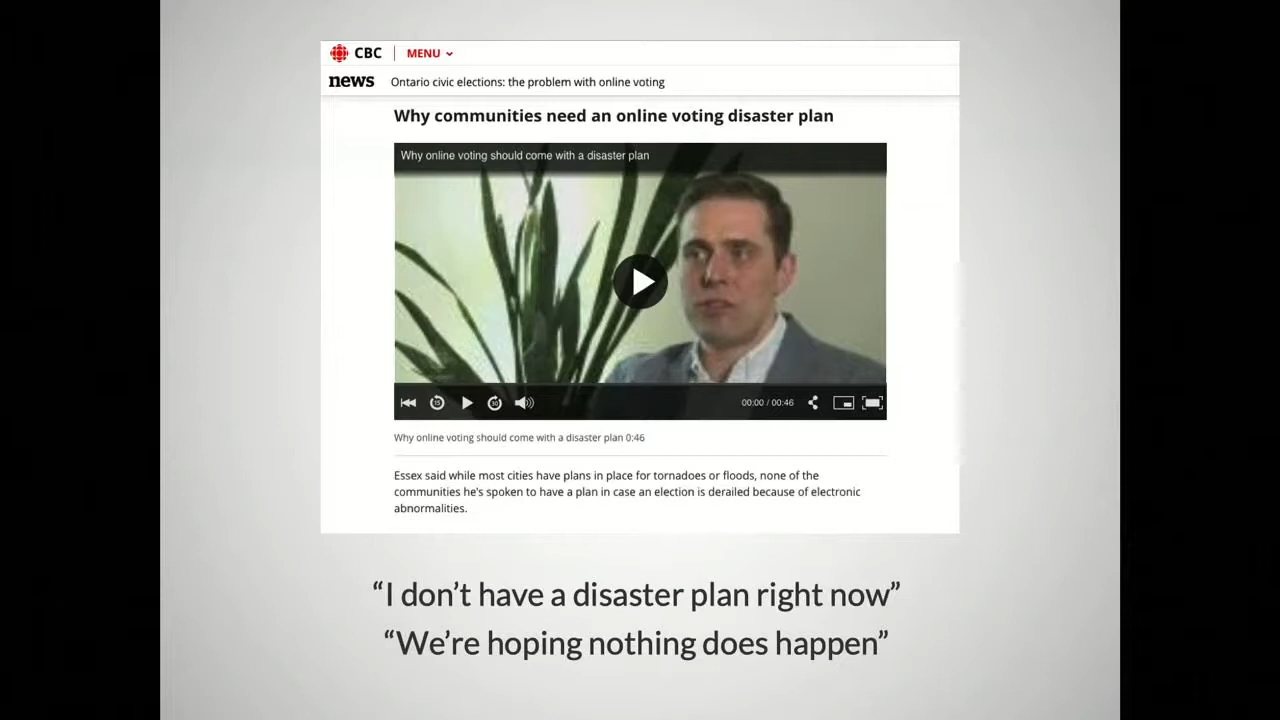 CBC MENU
news Ontario civic elections: the problem with online voting
Why communities need an online voting disaster plan
Why online voting should come with a disaster plan
15 30 00:00 / 00:46
Why online voting should come with a disaster plan 0:46
Essex said while most cities have plans in place for tornadoes or floods, none of the
communities he's spoken to have a plan in case an election is derailed because of electronic
abnormalities.
“I don’t have a disaster plan right now”
“We’re hoping nothing does happen”